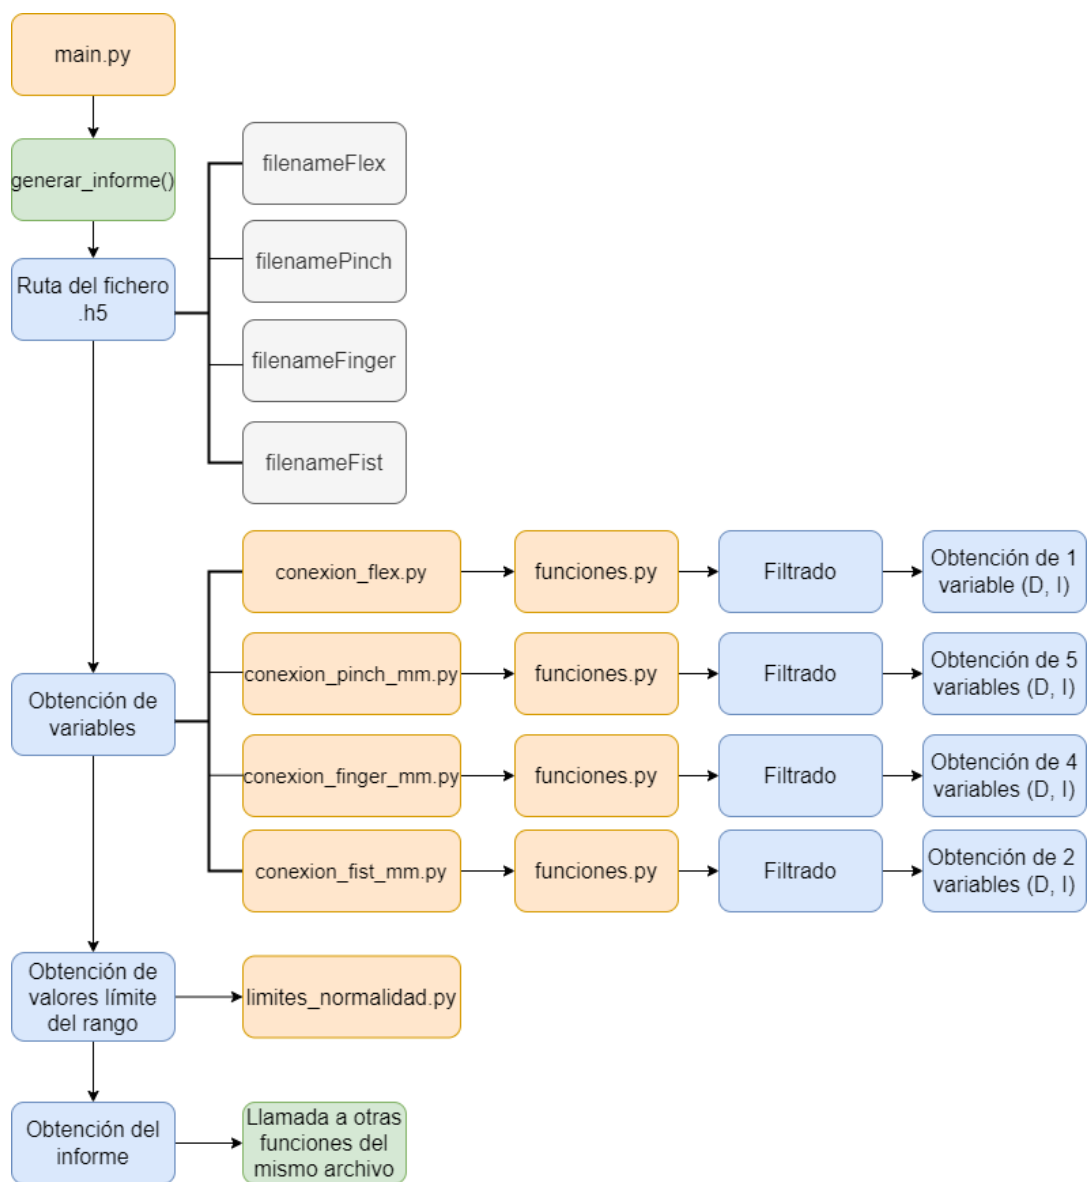 main.py
generar_informe()
Ruta del fichero
.h5
filenameFlex
filenamePinch
filenameFinger
filenameFist
Obtención de
variables
conexion_flex.py
funciones.py
Filtrado
Obtención de 1
variable (D, I)
conexion_pinch_mm.py
funciones.py
Filtrado
Obtención de 5
variables (D, I)
conexion_finger_mm.py
funciones.py
Filtrado
Obtención de 4
variables (D, I)
conexion_fist_mm.py
funciones.py
Filtrado
Obtención de 2
variables (D, I)
Obtención de
valores límite
del rango
limites_normalidad.py
Obtención del
informe
Llamada a otras
funciones del
mismo archivo